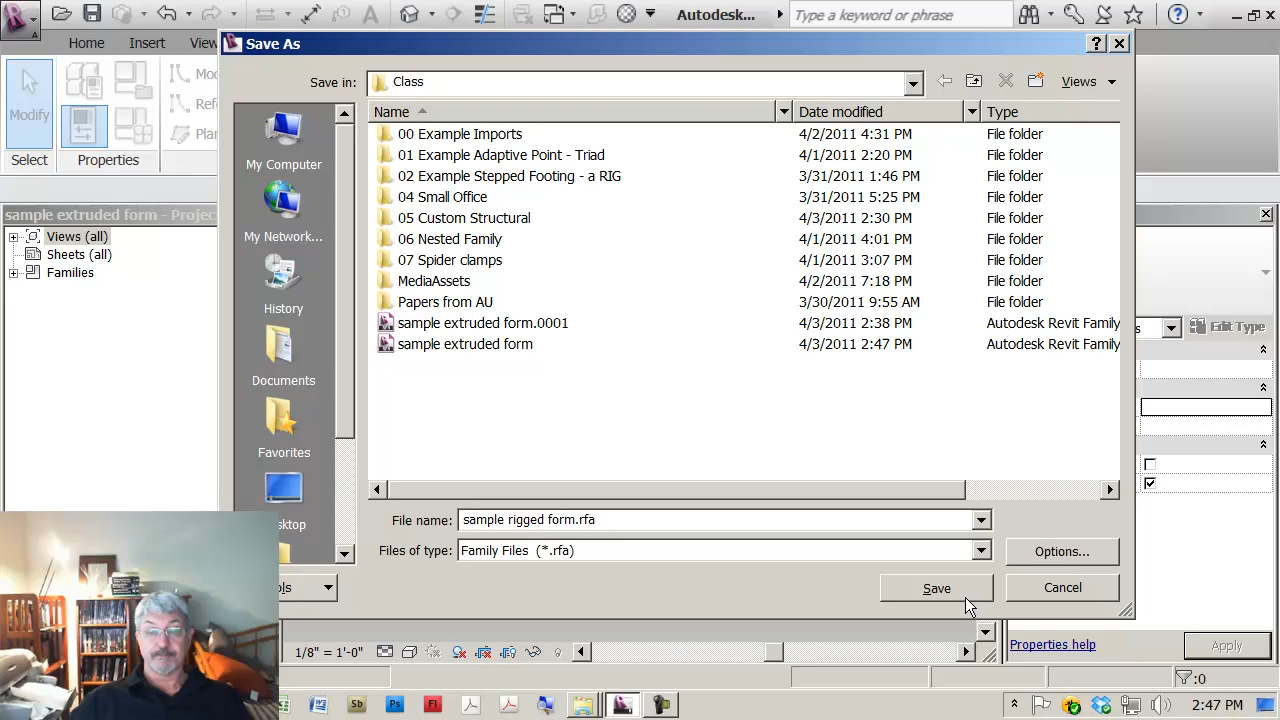 Autodesk...
Type a keyword or phrase
Home Insert
Save As
Save in: Class
Views
Modify
Select
Properties
Name Date modified Type
00 Example Imports 4/2/2011 4:31 PM File folder
01 Example Adaptive Point - Triad 4/1/2011 2:20 PM File folder
02 Example Stepped Footing - a RIG 3/31/2011 1:46 PM File folder
04 Small Office 3/31/2011 5:25 PM File folder
05 Custom Structural 4/3/2011 2:30 PM File folder
06 Nested Family 4/1/2011 4:01 PM File folder
07 Spider clamps 4/1/2011 3:07 PM File folder
MediaAssets 4/2/2011 7:18 PM File folder
Papers from AU 3/30/2011 9:55 AM File folder
sample extruded form.0001 4/3/2011 2:38 PM Autodesk Revit Family
sample extruded form 4/3/2011 2:47 PM Autodesk Revit Family
My Computer
My Network...
History
Documents
Favorites
sample extruded form - Projec
Views (all)
Sheets (all)
Families
Edit Type
File name: sample rigged form.rfa
Files of type: Family Files (*.rfa)
Options...
Save
Cancel
1/8" = 1'-0"
Properties help
Apply
:0
Sb Ps Fl
2:47 PM